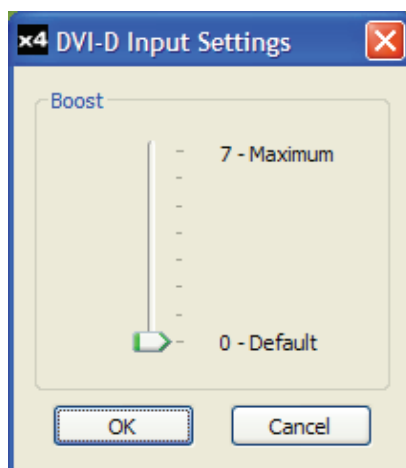 x4 DVI-D Input Settings
Boost
7 - Maximum
0 - Default
OK Cancel